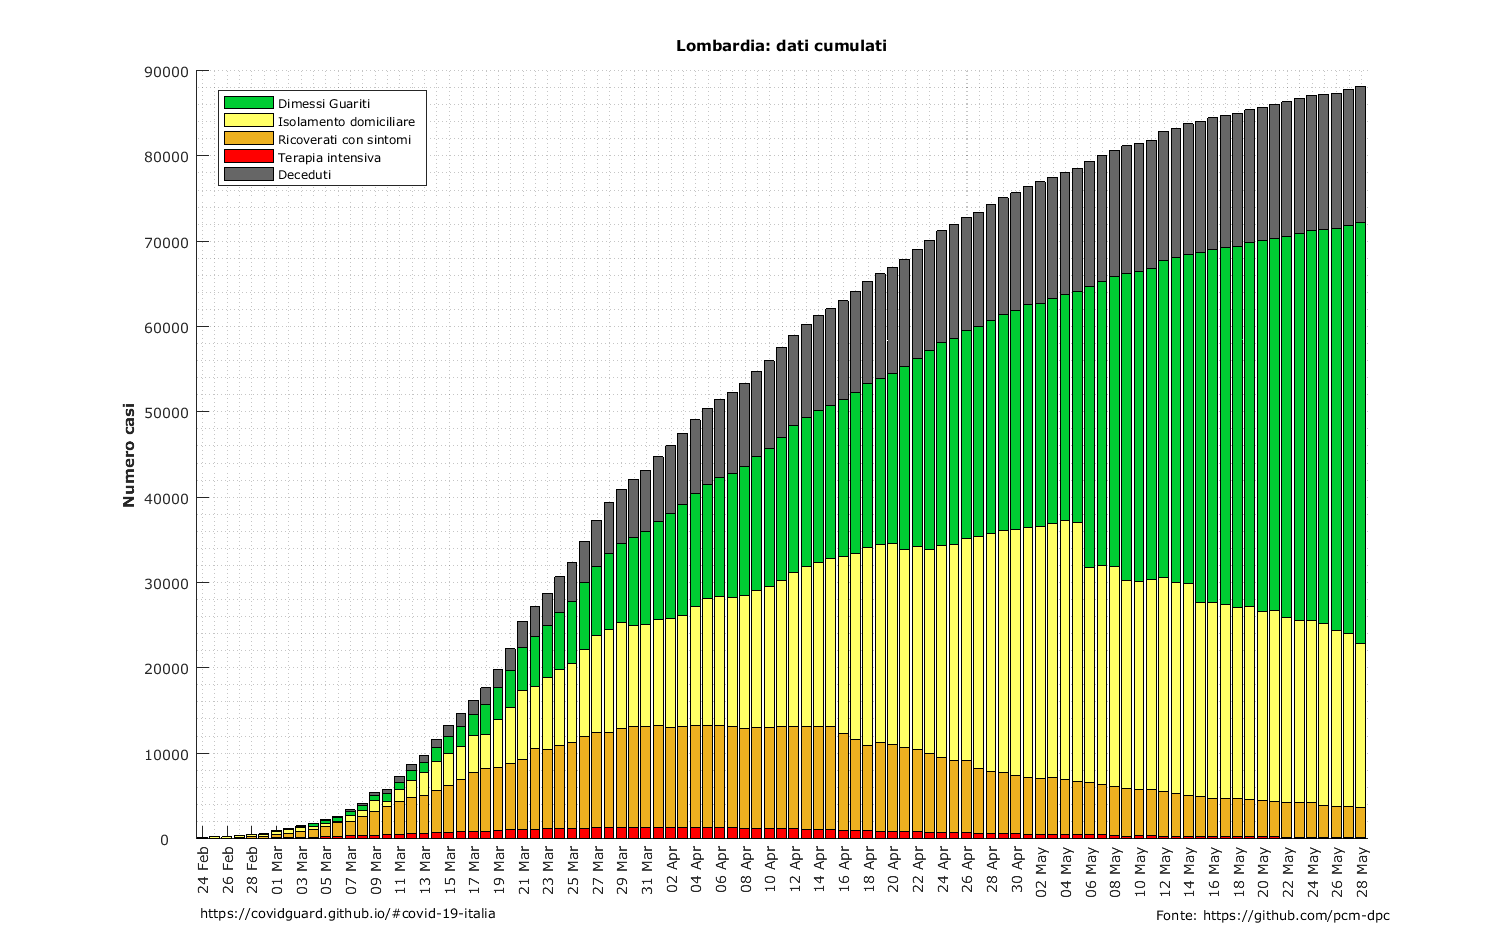 Lombardia: dati cumulati
90000
80000
70000
60000
50000
40000
30000
20000
10000
0
Numero casi
Dimessi Guariti
Isolamento domiciliare
Ricoverati con sintomi
Terapia intensiva
Deceduti
24 Feb
26 Feb
28 Feb
01 Mar
03 Mar
05 Mar
07 Mar
09 Mar
11 Mar
13 Mar
15 Mar
17 Mar
19 Mar
21 Mar
23 Mar
25 Mar
27 Mar
29 Mar
31 Mar
02 Apr
04 Apr
06 Apr
08 Apr
10 Apr
12 Apr
14 Apr
16 Apr
18 Apr
20 Apr
22 Apr
24 Apr
26 Apr
28 Apr
30 Apr
02 May
04 May
06 May
08 May
10 May
12 May
14 May
16 May
18 May
20 May
22 May
24 May
26 May
28 May
https://covidguard.github.io/#covid-19-italia
Fonte: https://github.com/pcm-dpc